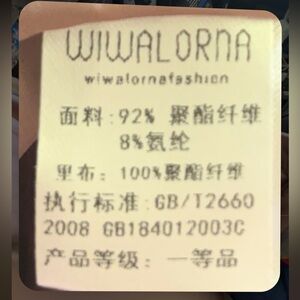 WIWALORNA
wiwalornafashion
面料:92% 聚酯纤维
8%氨纶
里布: 100%聚酯纤维
执行标准:GB/T2660
2008 GB184012003C
产品等级: 一等品